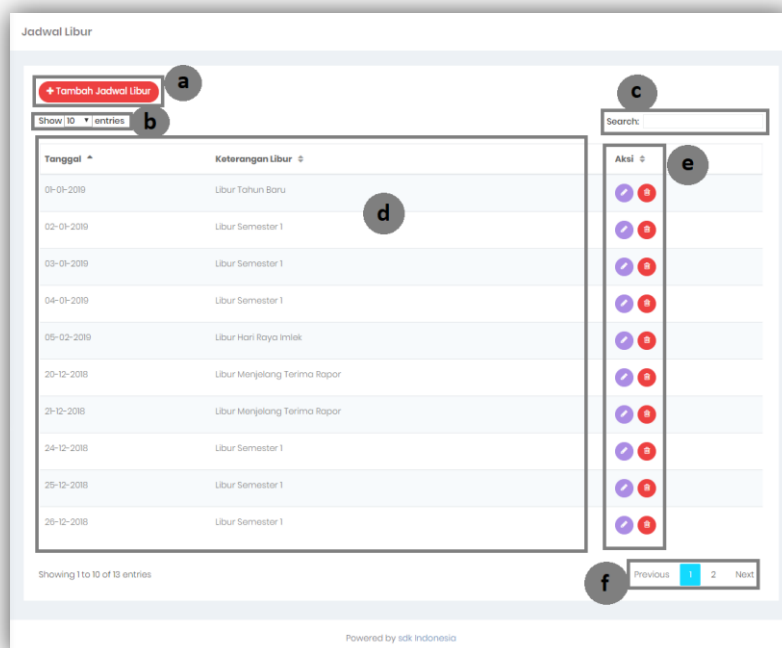 Jadwal Libur
+ Tambah Jadwal Libur
a
Show 10 entries
b
c
Search:
Tanggal Keterangan Libur Aksi
e
01-01-2019 Libur Tahun Baru
d
02-01-2019 Libur Semester 1
03-01-2019 Libur Semester 1
04-01-2019 Libur Semester 1
05-02-2019 Libur Hari Raya Imlek
20-12-2018 Libur Menjelang Terima Rapor
21-12-2018 Libur Menjelang Terima Rapor
24-12-2018 Libur Semester 1
25-12-2018 Libur Semester 1
26-12-2018 Libur Semester 1
Showing 1 to 10 of 13 entries
f
Previous 1 2 Next
Powered by sdk Indonesia